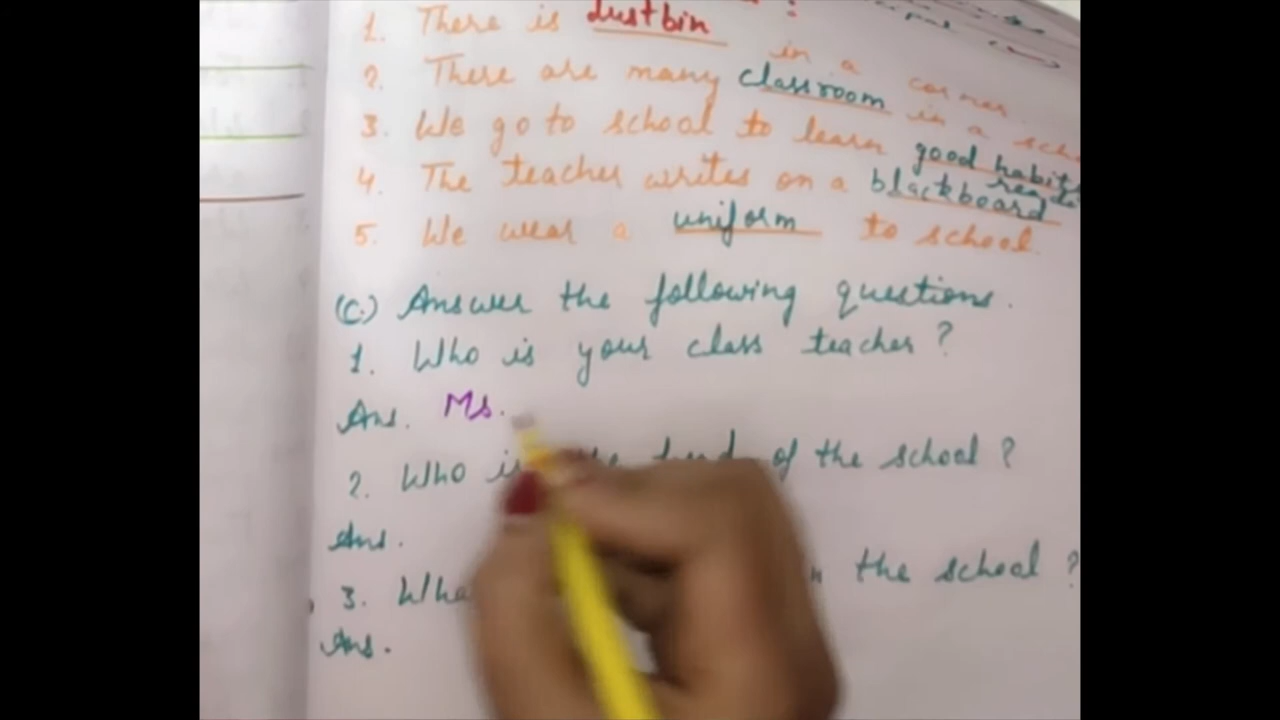 1. There is dustbin in a corner
2. There are many classroom in a
3. We go to school to learn good habits
4. The teacher writes on a blackboard
5. We wear a uniform to school.
(C.) Answer the following questions.
1. Who is your class teacher?
Ans. Ms.
2. Who is of the school?
Ans.
3. the school?
Ans.